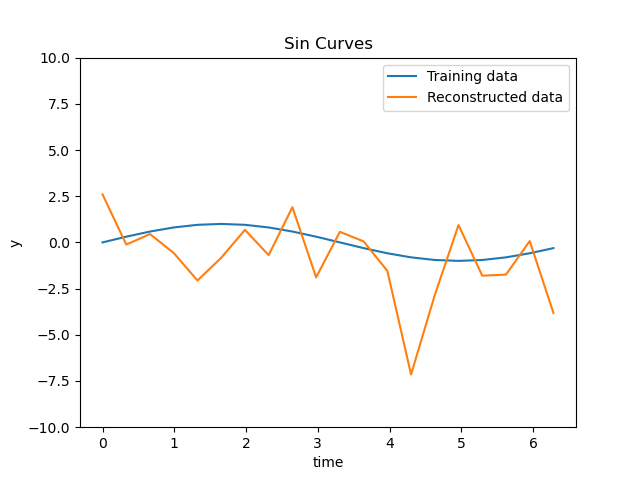 Sin Curves
10.0
7.5
5.0
2.5
0.0
−2.5
−5.0
−7.5
−10.0
y
Training data
Reconstructed data
0 1 2 3 4 5 6
time